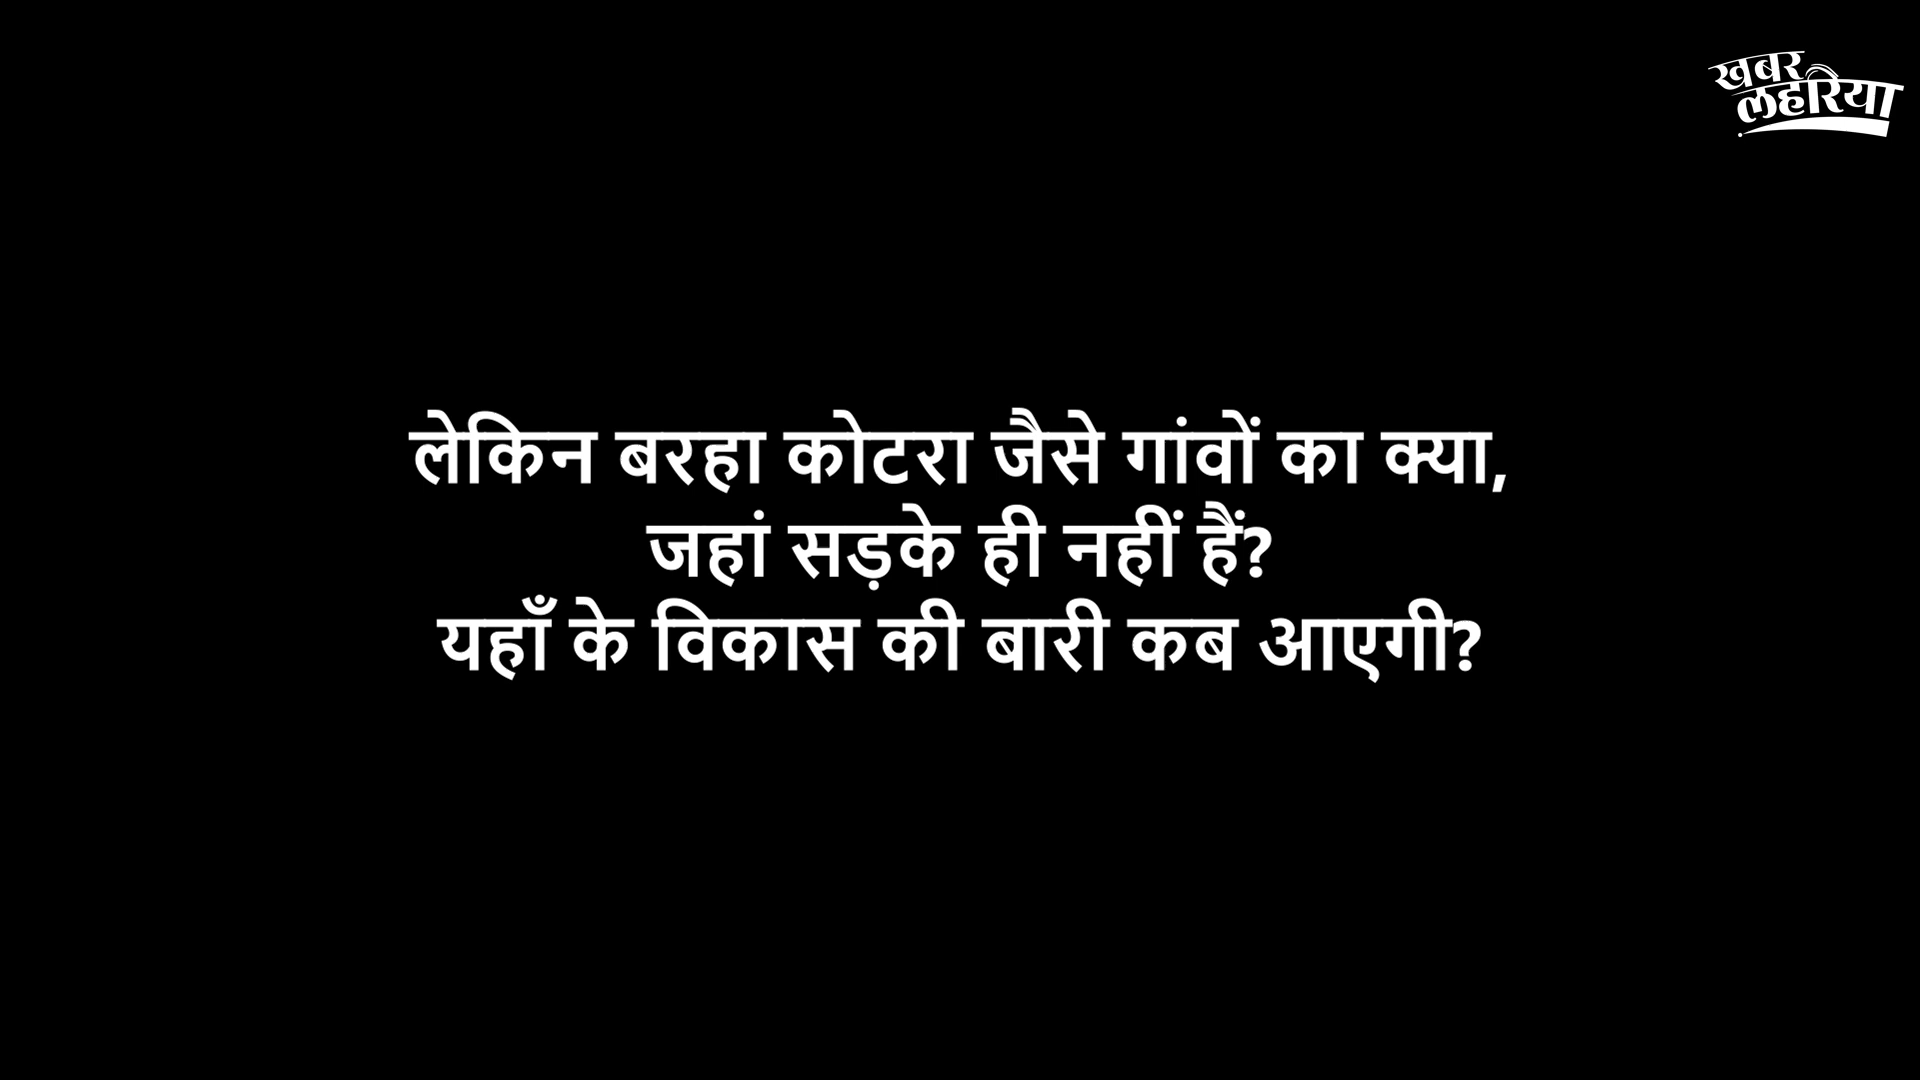 खबर
लहरिया
लेकिन बरहा कोटरा जैसे गांवों का क्या,
जहां सड़के ही नहीं हैं?
यहाँ के विकास की बारी कब आएगी?